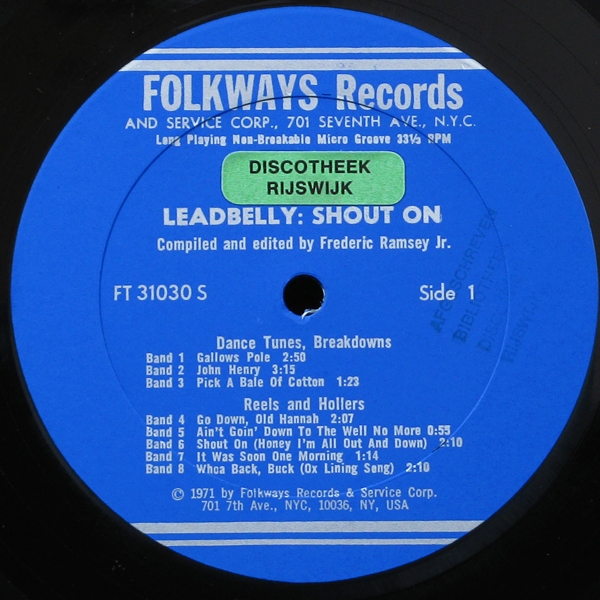 FOLKWAYS Records
AND SERVICE CORP., 701 SEVENTH AVE., N.Y.C.
Long Playing Non-Breakable Micro Groove 33⅓ RPM
DISCOTHEEK
RIJSWIJK
LEADBELLY: SHOUT ON
Compiled and edited by Frederic Ramsey Jr.
FT 31030 S
Side 1
AFGESCHREVEN
Dance Tunes, Breakdowns
Band 1 Gallows Pole 2:50
Band 2 John Henry 3:15
Band 3 Pick A Bale Of Cotton 1:23
Reels and Hollers
Band 4 Go Down, Old Hannah 2:07
Band 5 Ain't Goin' Down To The Well No More 0:55
Band 6 Shout On (Honey I'm All Out And Down) 2:10
Band 7 It Was Soon One Morning 1:14
Band 8 Whoa Back, Buck (Ox Lining Song) 2:10
© 1971 by Folkways Records & Service Corp.
701 7th Ave., NYC, 10036, NY, USA